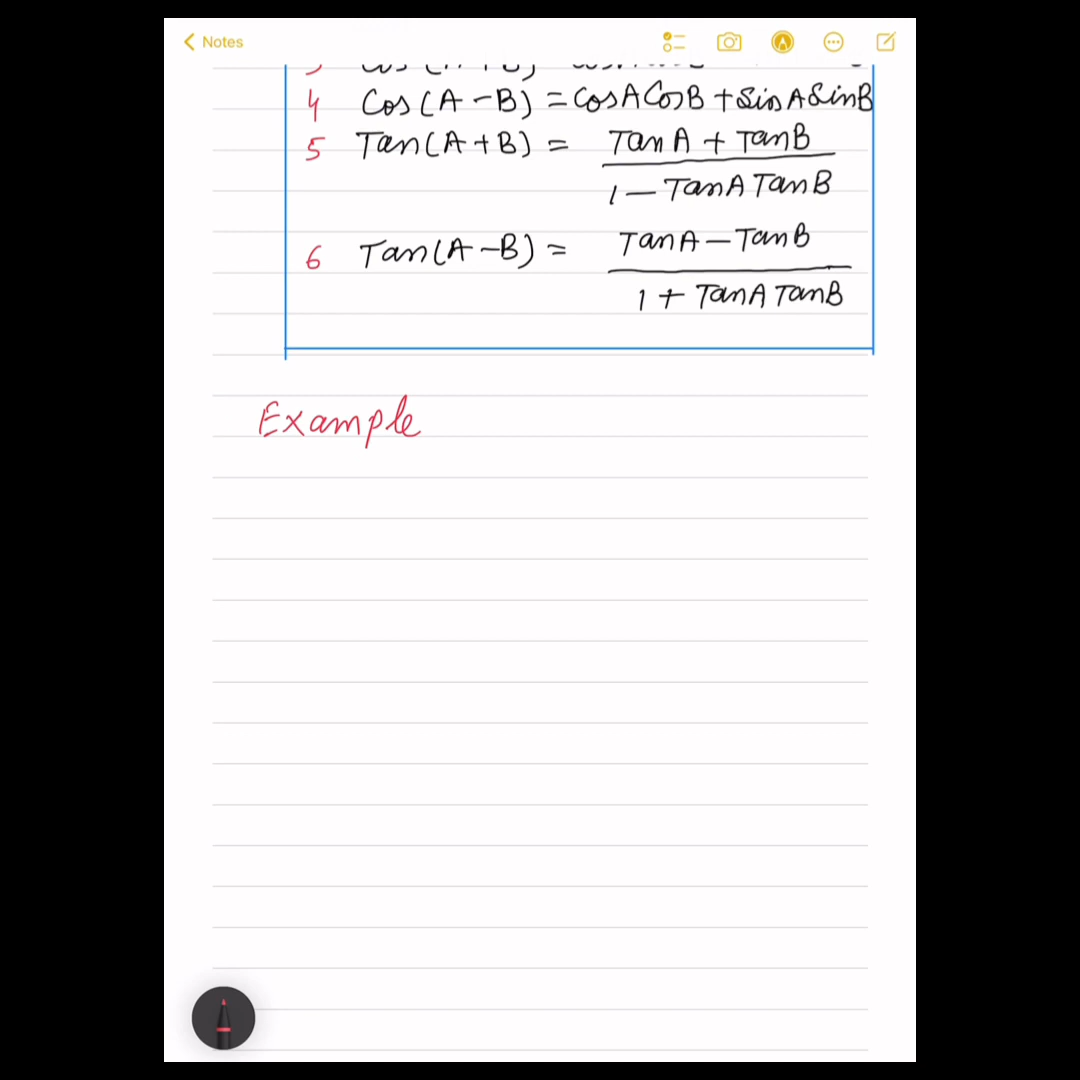 Notes
4 Cos(A-B) = CosACosB + SinASinB
5 Tan(A+B) = TanA + TanB
1 - TanA TanB
6 Tan(A-B) = TanA - TanB
1 + TanA TanB
Example